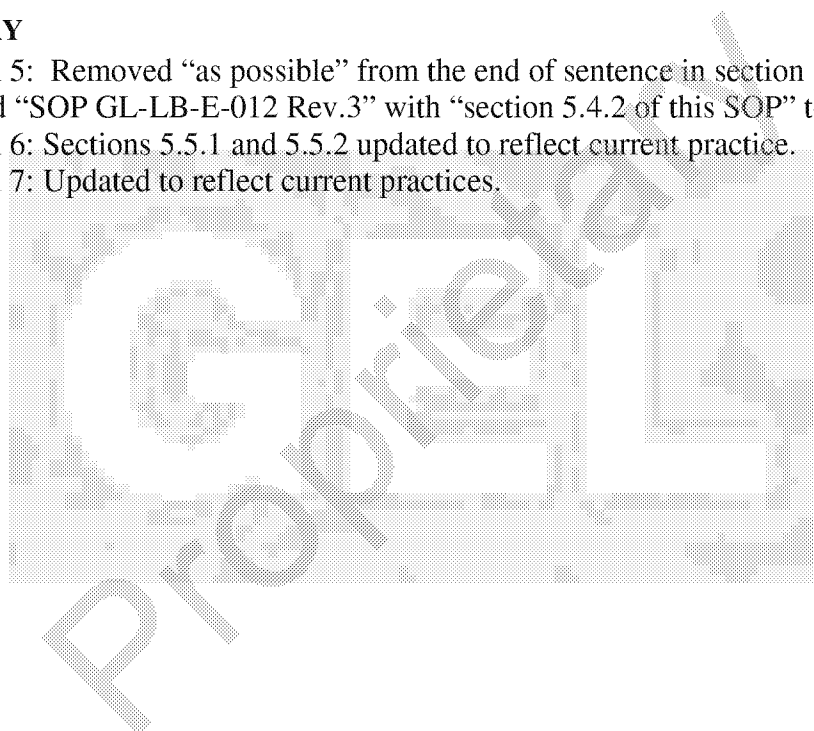 Y
5: Removed “as possible” from the end of sentence in section
“SOP GL-LB-E-012 Rev.3” with “section 5.4.2 of this SOP” t
6: Sections 5.5.1 and 5.5.2 updated to reflect current practice.
7: Updated to reflect current practices.
GEL
Proprietary